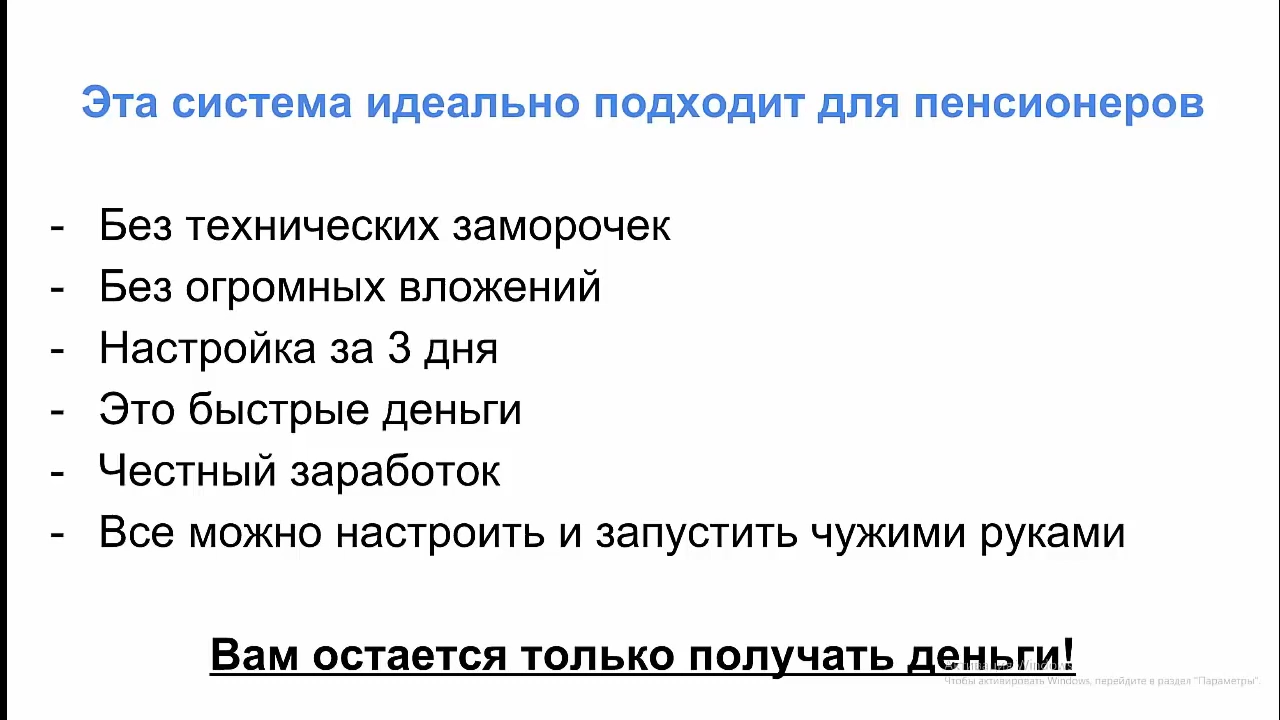 Эта система идеально подходит для пенсионеров
- Без технических заморочек
- Без огромных вложений
- Настройка за 3 дня
- Это быстрые деньги
- Честный заработок
- Все можно настроить и запустить чужими руками
Вам остается только получать деньги!
Активация Windows
Чтобы активировать Windows, перейдите в раздел "Параметры".